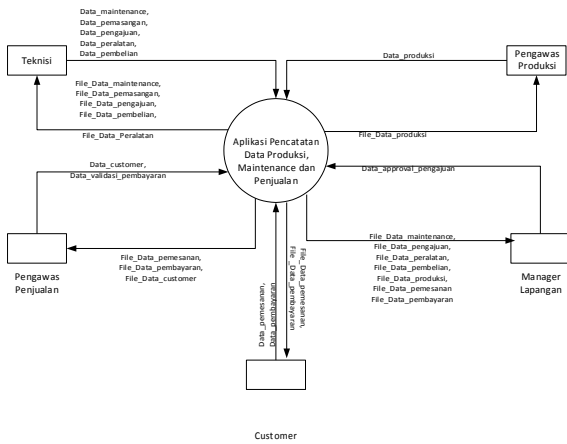 Data_maintenance,
Data_pemasangan,
Data_pengajuan,
Data_peralatan,
Data_pembelian
Teknisi
File_Data_maintenance,
File_Data_pemasangan,
File_Data_pengajuan,
File_Data_pembelian,
File_Data_Peralatan
Data_produksi
Pengawas
Produksi
File_Data_produksi
Aplikasi Pencatatan
Data Produksi,
Maintenance dan
Penjualan
Data_customer,
Data_validasi_pembayaran
Data_approval_pengajuan
File_Data_pemesanan,
File_Data_pembayaran,
File_Data_customer
Pengawas
Penjualan
File_Data_maintenance,
File_Data_pengajuan,
File_Data_peralatan,
File_Data_pembelian,
File_Data_produksi,
File_Data_pemesanan
File_Data_pembayaran
Manager
Lapangan
Data_pemesanan,
Data_pembayaran
File_Data_pemesanan,
File_Data_pembayaran
Customer